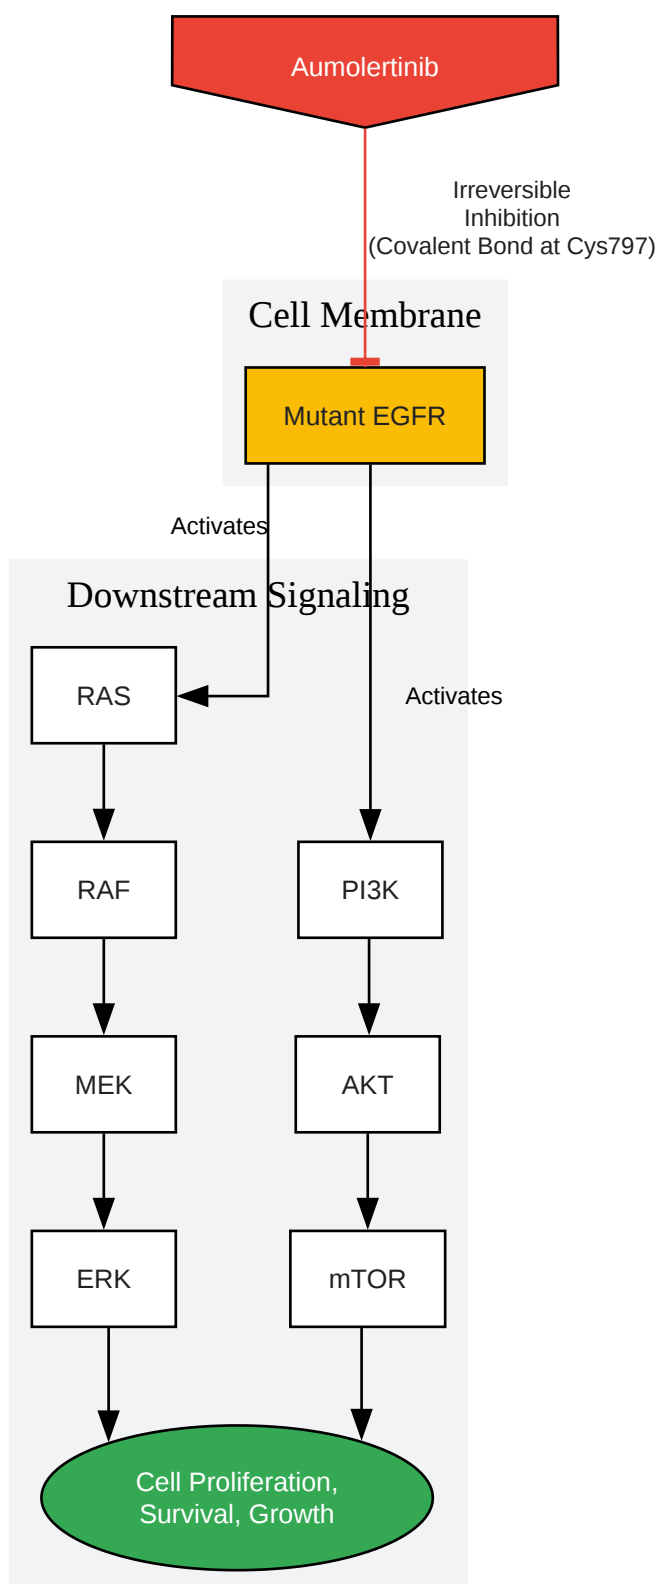 Aumolertinib
Irreversible
Inhibition
(Covalent Bond at Cys797)
Cell Membrane
Mutant EGFR
Activates
Downstream Signaling
RAS
Activates
RAF
PI3K
MEK
AKT
ERK
mTOR
Cell Proliferation,
Survival, Growth